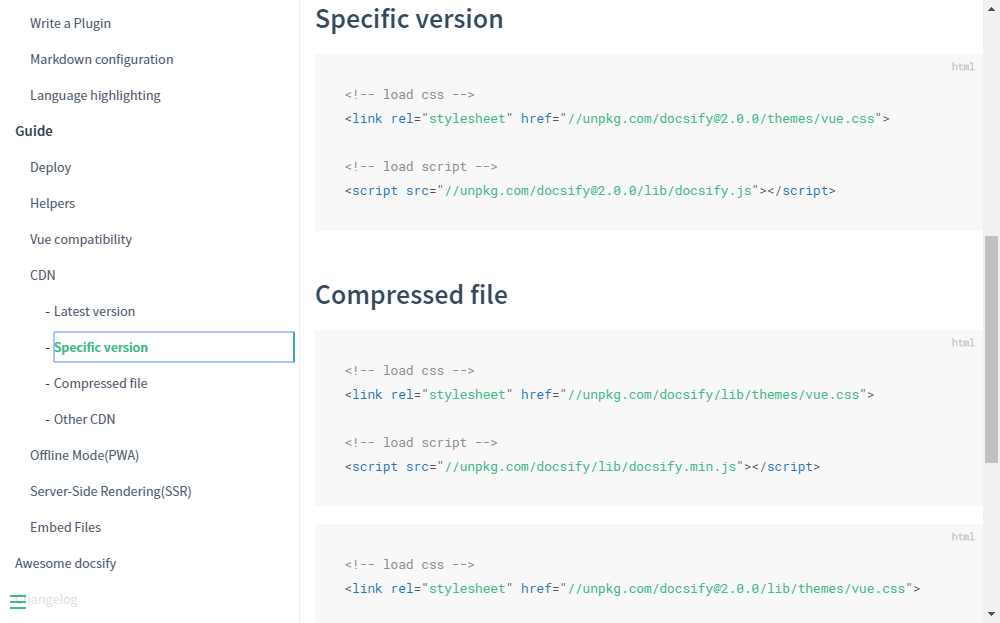 Write a Plugin
Markdown configuration
Language highlighting
Guide
Deploy
Helpers
Vue compatibility
CDN
- Latest version
- Specific version
- Compressed file
- Other CDN
Offline Mode(PWA)
Server-Side Rendering(SSR)
Embed Files
Awesome docsify
Changelog
Specific version
html
<!-- load css -->
<link rel="stylesheet" href="//unpkg.com/docsify@2.0.0/themes/vue.css">
<!-- load script -->
<script src="//unpkg.com/docsify@2.0.0/lib/docsify.js"></script>
Compressed file
html
<!-- load css -->
<link rel="stylesheet" href="//unpkg.com/docsify/lib/themes/vue.css">
<!-- load script -->
<script src="//unpkg.com/docsify/lib/docsify.min.js"></script>
html
<!-- load css -->
<link rel="stylesheet" href="//unpkg.com/docsify@2.0.0/lib/themes/vue.css">